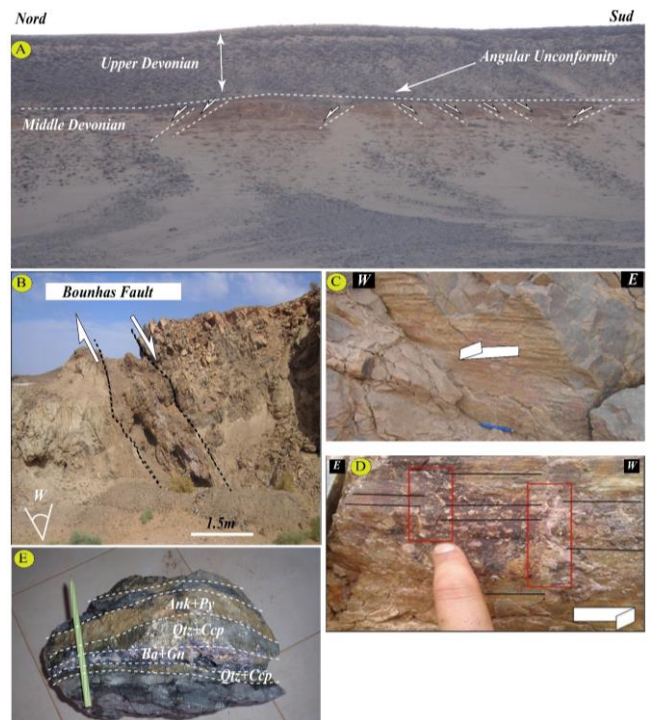 Nord
Sud
A
Upper Devonian
Angular Unconformity
Middle Devonian
B
Bounhas Fault
W
1.5m
C
W
E
E
D
W
E
Ank+Py
Qtz+Ccp
Ba+Gn
Qtz+Ccp